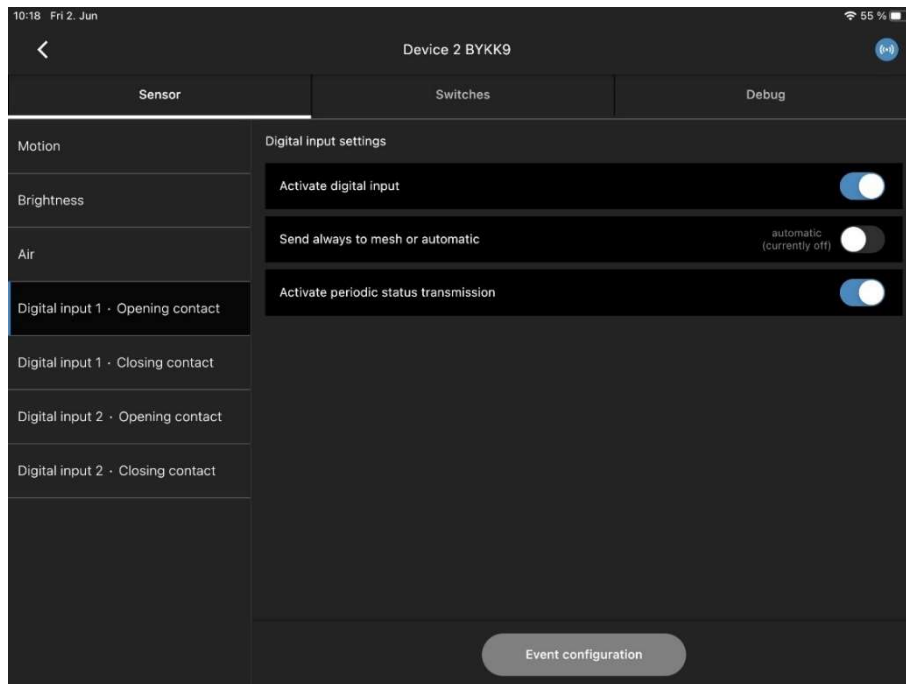 10:18 Fri 2. Jun
55 %
Device 2 BYKK9
Sensor
Switches
Debug
Motion
Brightness
Air
Digital input 1 · Opening contact
Digital input 1 · Closing contact
Digital input 2 · Opening contact
Digital input 2 · Closing contact
Digital input settings
Activate digital input
Send always to mesh or automatic
automatic
(currently off)
Activate periodic status transmission
Event configuration